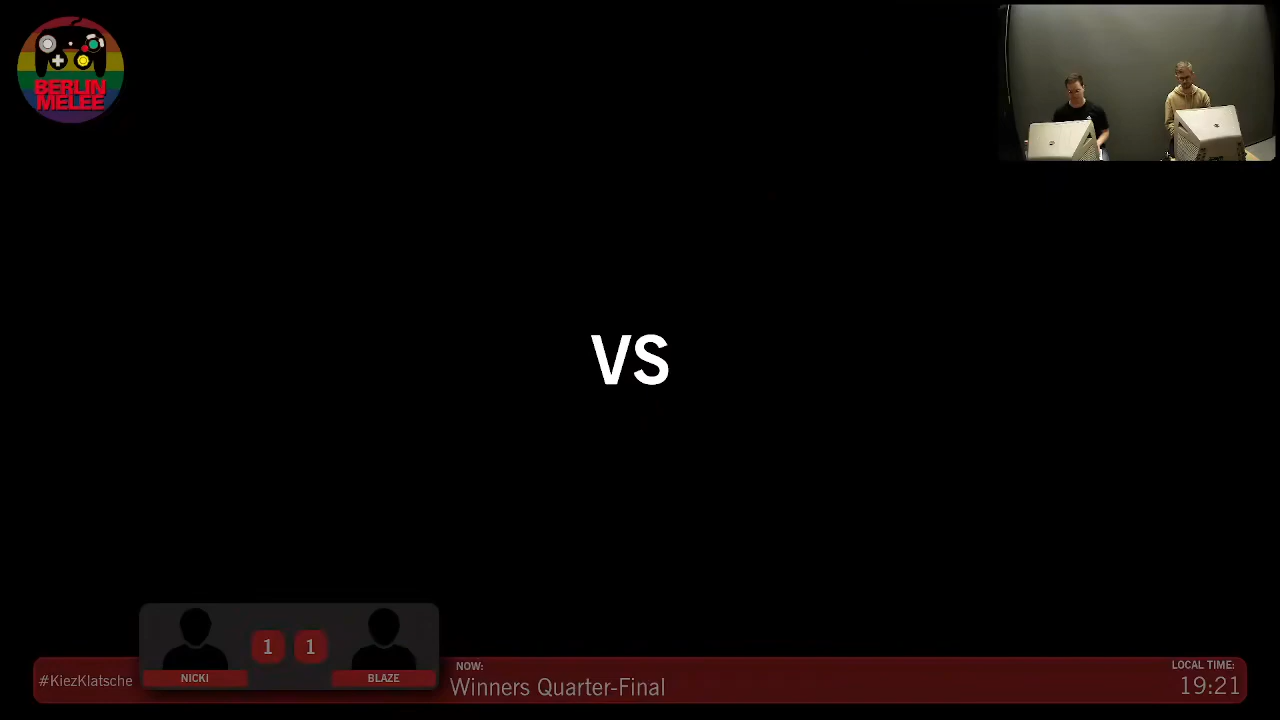 BERLIN
MELEE
VS
1 1
NICKI
BLAZE
#KiezKlatsche
NOW:
Winners Quarter-Final
LOCAL TIME:
19:21